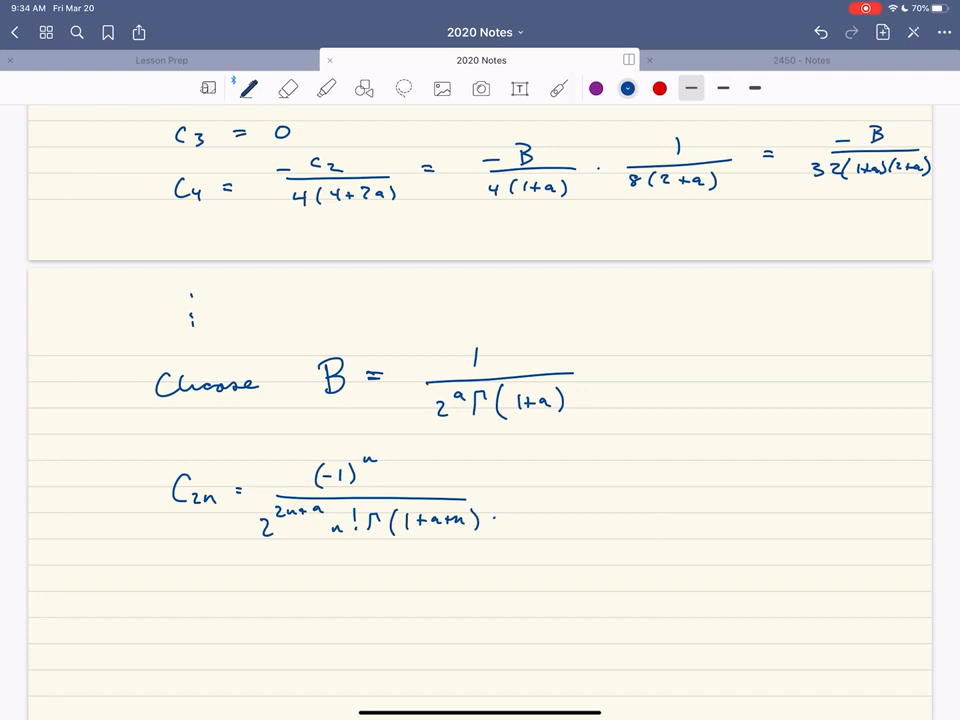 9:34 AM Fri Mar 20 70%
2020 Notes
Lesson Prep 2020 Notes 2450 - Notes
C₃ = 0
C₄ = -C₂ / 4(4+2a) = -B / 4(1+a) · 1 / 8(2+a) = -B / 32(1+a)(2+a)
⋮
Choose B = 1 / 2^a Γ(1+a)
C₂ₙ = (-1)^n / 2^(2n+a) n! Γ(1+a+n) .